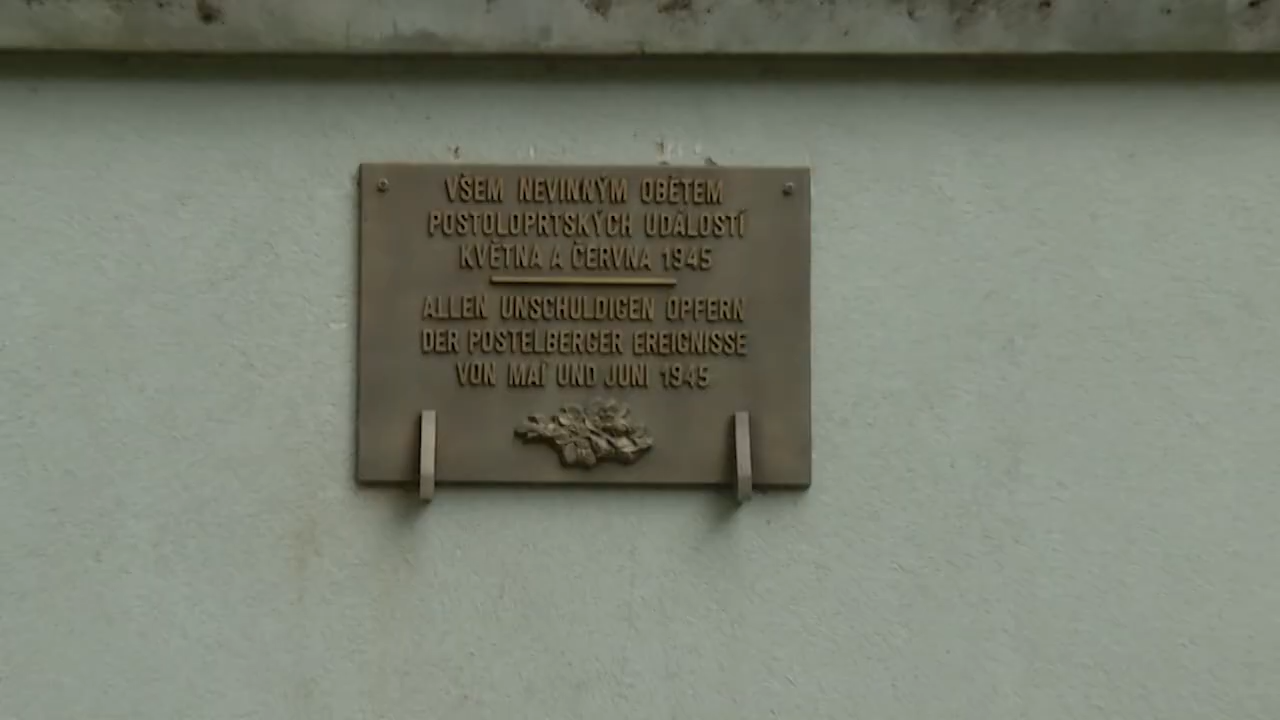 VŠEM NEVINNÝM OBĚTEM
POSTOLOPRTSKÝCH UDÁLOSTÍ
KVĚTNA A ČERVNA 1945
ALLEN UNSCHULDIGEN OPFERN
DER POSTELBERGER EREIGNISSE
VON MAI UND JUNI 1945